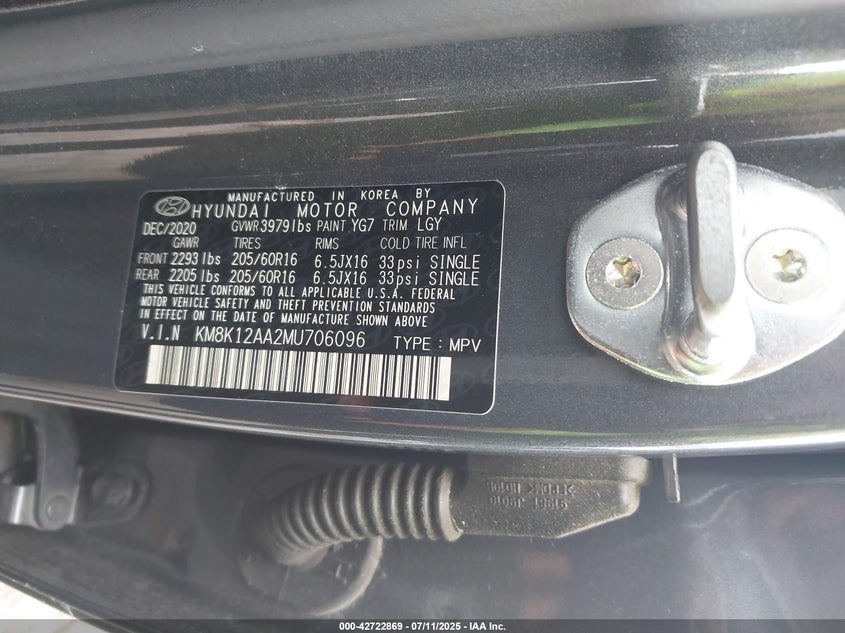 MANUFACTURED IN KOREA BY
HYUNDAI MOTOR COMPANY
DEC/2020 GVWR 3979lbs PAINT YG7 TRIM LGY
GAWR TIRES RIMS COLD TIRE INFL
FRONT 2293lbs 205/60R16 6.5JX16 33psi SINGLE
REAR 2205lbs 205/60R16 6.5JX16 33psi SINGLE
THIS VEHICLE CONFORMS TO ALL APPLICABLE U.S.A. FEDERAL
MOTOR VEHICLE SAFETY AND THEFT PREVENTION STANDARDS
IN EFFECT ON THE DATE OF MANUFACTURE SHOWN ABOVE
V.I.N KM8K12AA2MU706096 TYPE : MPV
91981 J9010
000-42722869 - 07/11/2025 - IAA Inc.